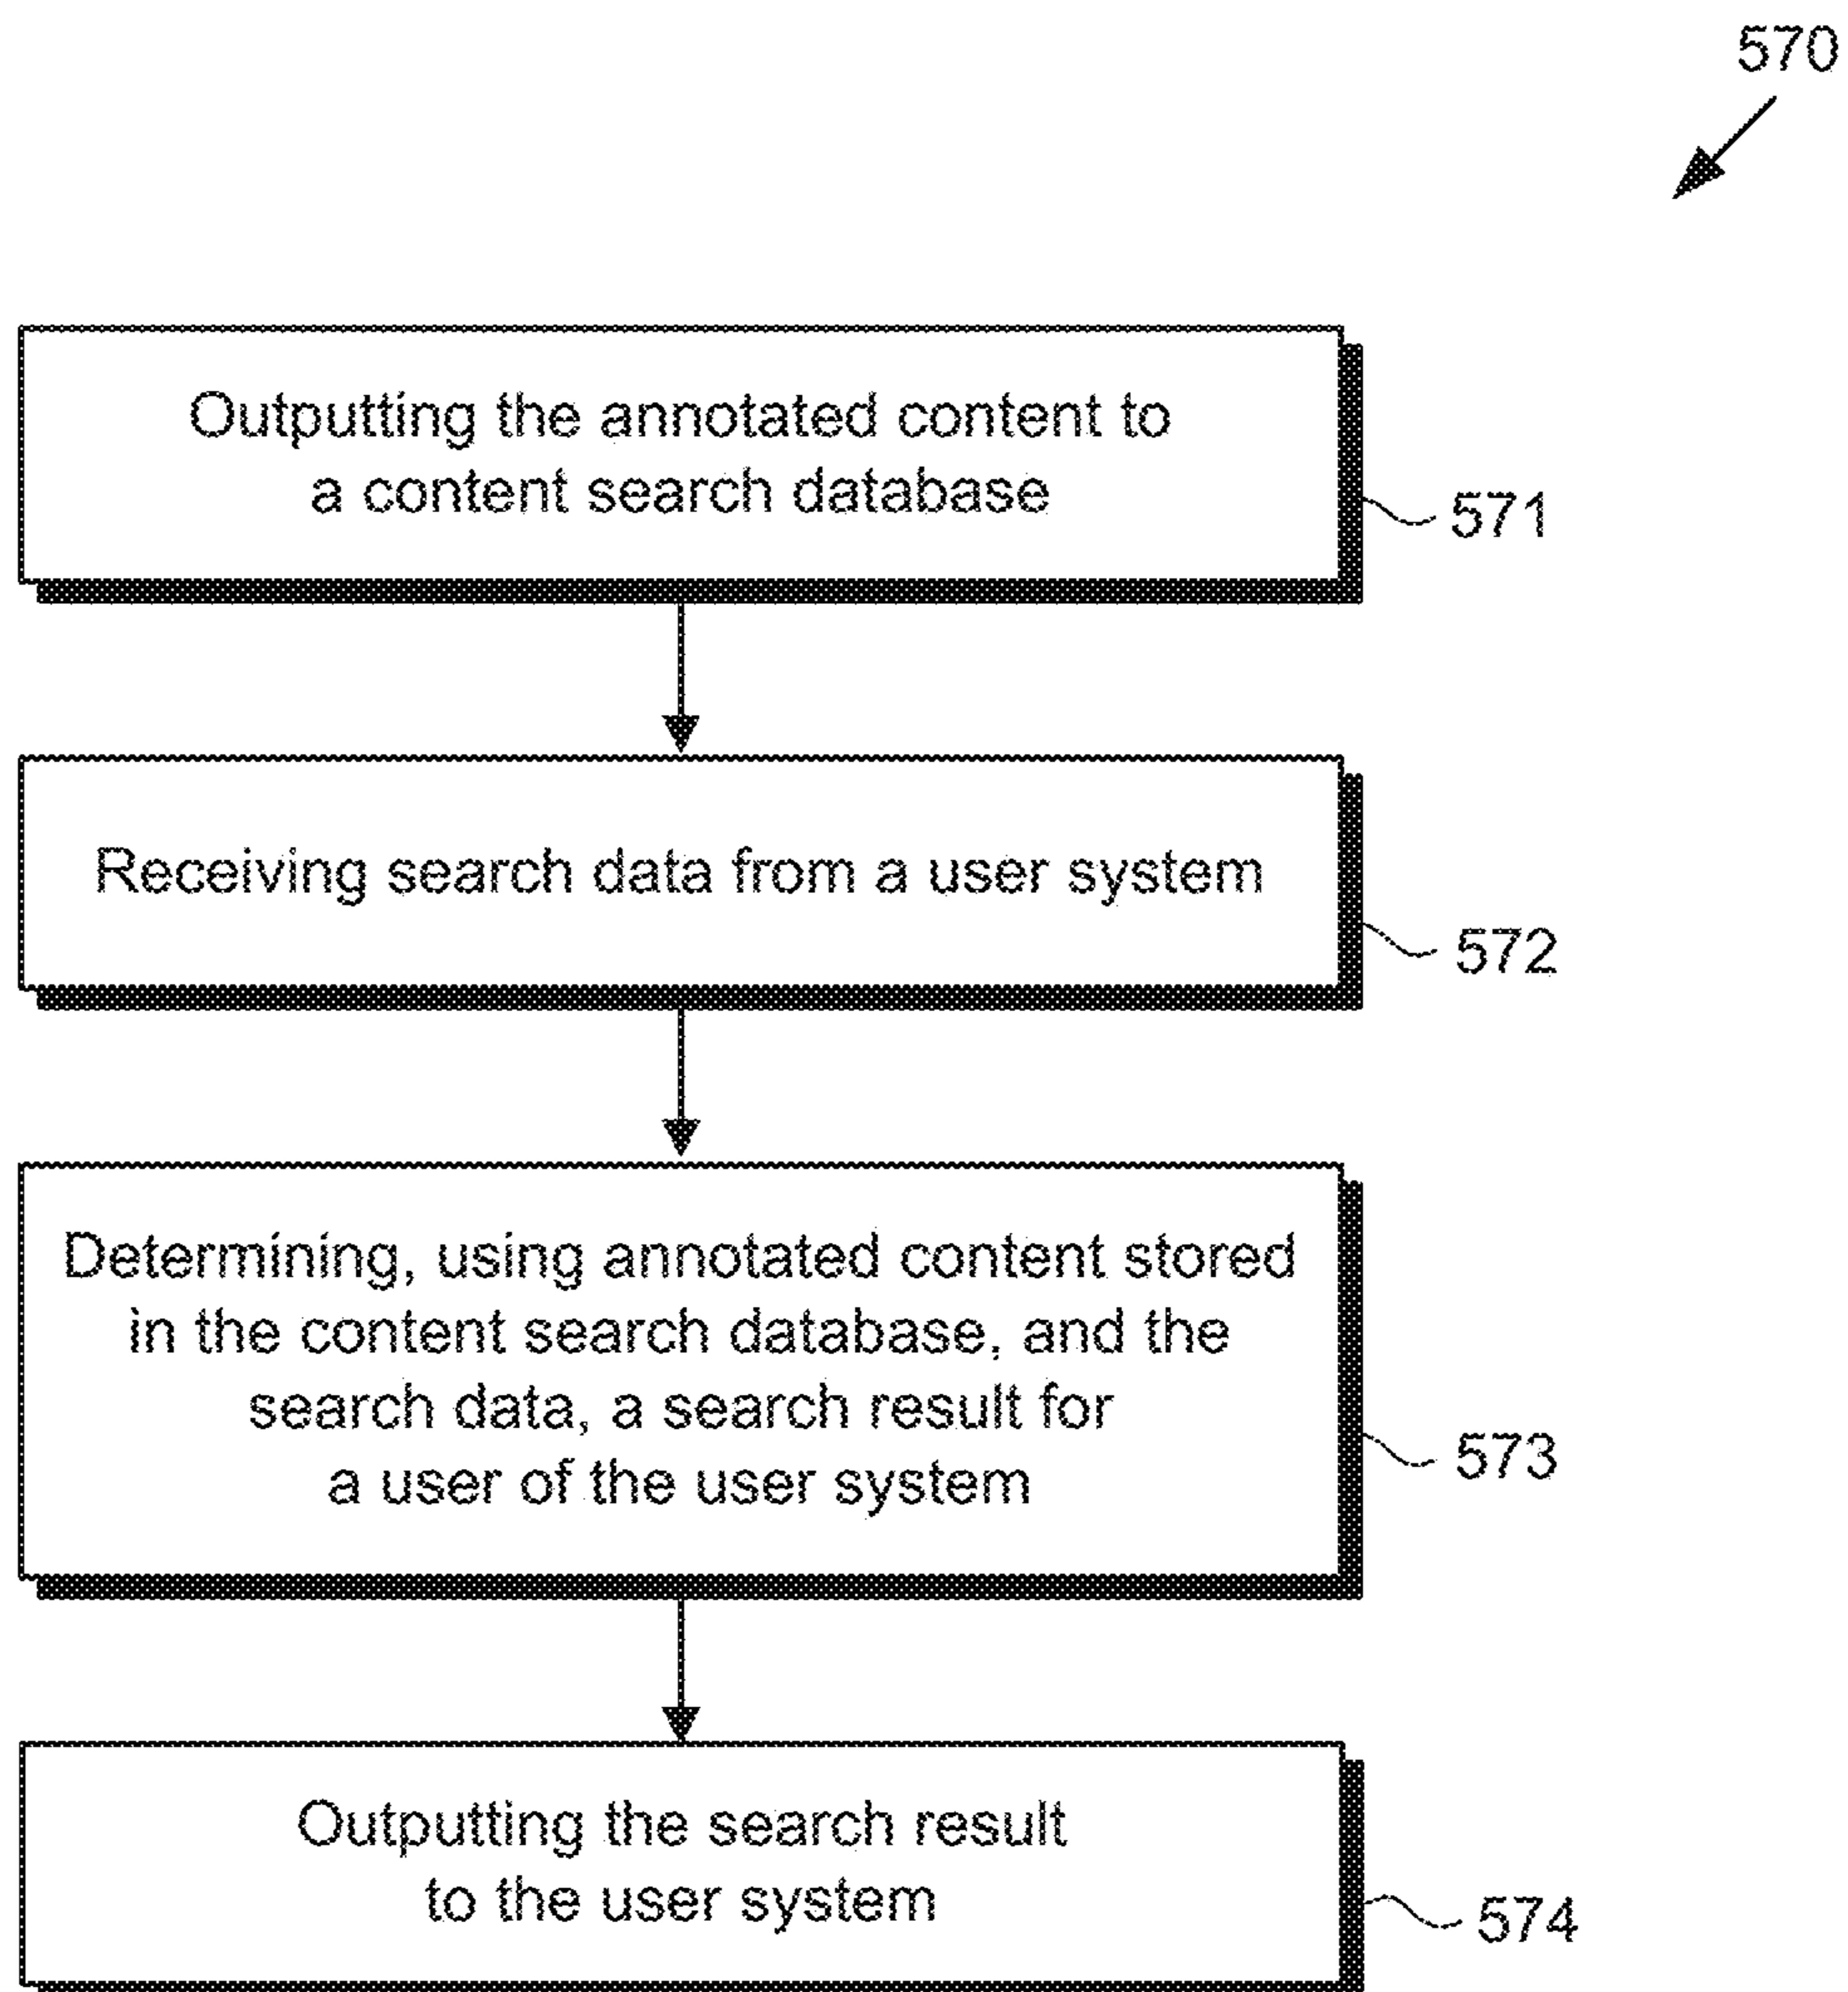 570
Outputting the annotated content to
a content search database
571
Receiving search data from a user system
572
Determining, using annotated content stored
in the content search database, and the
search data, a search result for
a user of the user system
573
Outputting the search result
to the user system
574